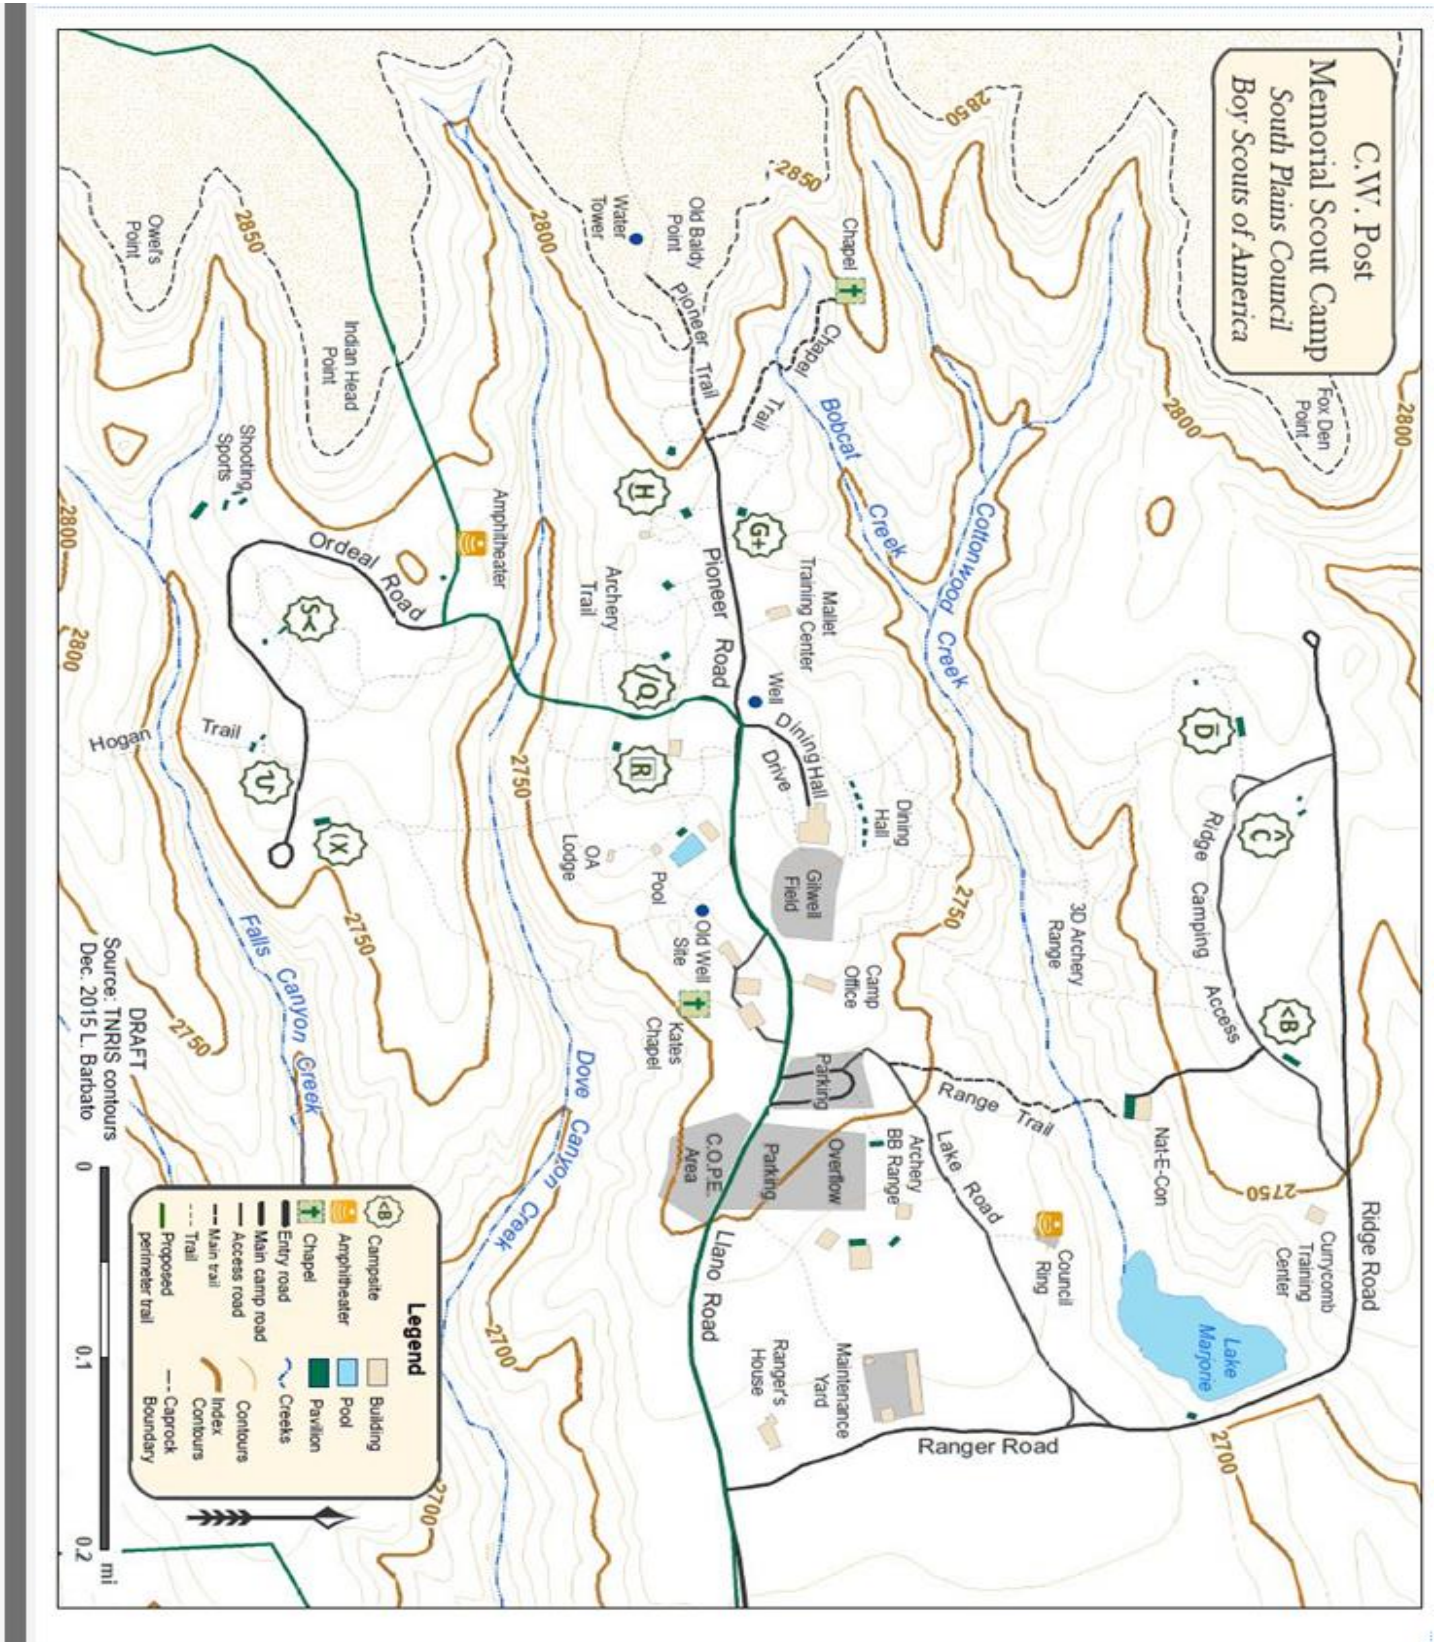 C.W. Post
Memorial Scout Camp
South Plains Council
Boy Scouts of America
Fox Den
Point
2800
2800
2850
2850
Chapel
Chapel
Trail
Old Baldy
Point
Water
Tower
Pioneer Trail
2800
2850
Owel's
Point
Indian Head
Point
Bobcat
Creek
Cottonwood Creek
Creek
Shooting
Sports
H
G+
Mallet
Training Center
Pioneer Road
Archery
Trail
Amphitheater
Ordeal Road
2800
2800
S<
/Q
Well
Dining Hall
Drive
Dining
Hall
Gilwell
Field
R
OA
Lodge
Pool
Old Well
Site
Kates
Chapel
2750
Hogan
Trail
(X
2750
Falls Canyon Creek
2750
D
Ĉ
Ridge Camping
Access
<B
3D Archery
Range
2750
Camp
Office
Parking
Range Trail
Nat-E-Con
2750
Ridge Road
Currycomb
Training
Center
Lake
Marjorie
Council
Ring
Lake Road
Archery
BB Range
Overflow
Parking
C.O.P.E.
Area
Llano Road
Maintenance
Yard
Ranger's
House
Ranger Road
2700
Dove Canyon Creek
2700
2700
DRAFT
Source: TNRIS contours
Dec. 2015 L. Barbato
0
0.1
0.2
mi
Legend
<B
Campsite
Amphitheater
Chapel
Entry road
Main camp road
Access road
Main trail
Trail
Proposed
perimeter trail
Building
Pool
Pavilion
Creeks
Contours
Index
Contours
Caprock
Boundary